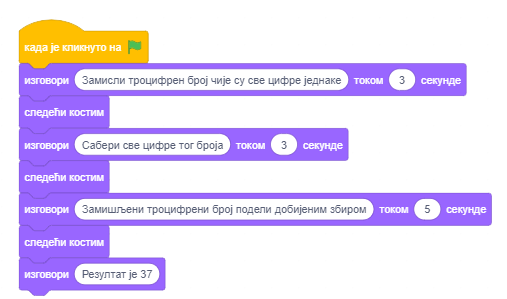 када је кликнуто на
изговори Замисли троцифрен број чије су све цифре једнаке током 3 секунде
следећи костим
изговори Сабери све цифре тог броја током 3 секунде
следећи костим
изговори Замишљени троцифрени број подели добијеним збиром током 5 секунде
следећи костим
изговори Резултат је 37